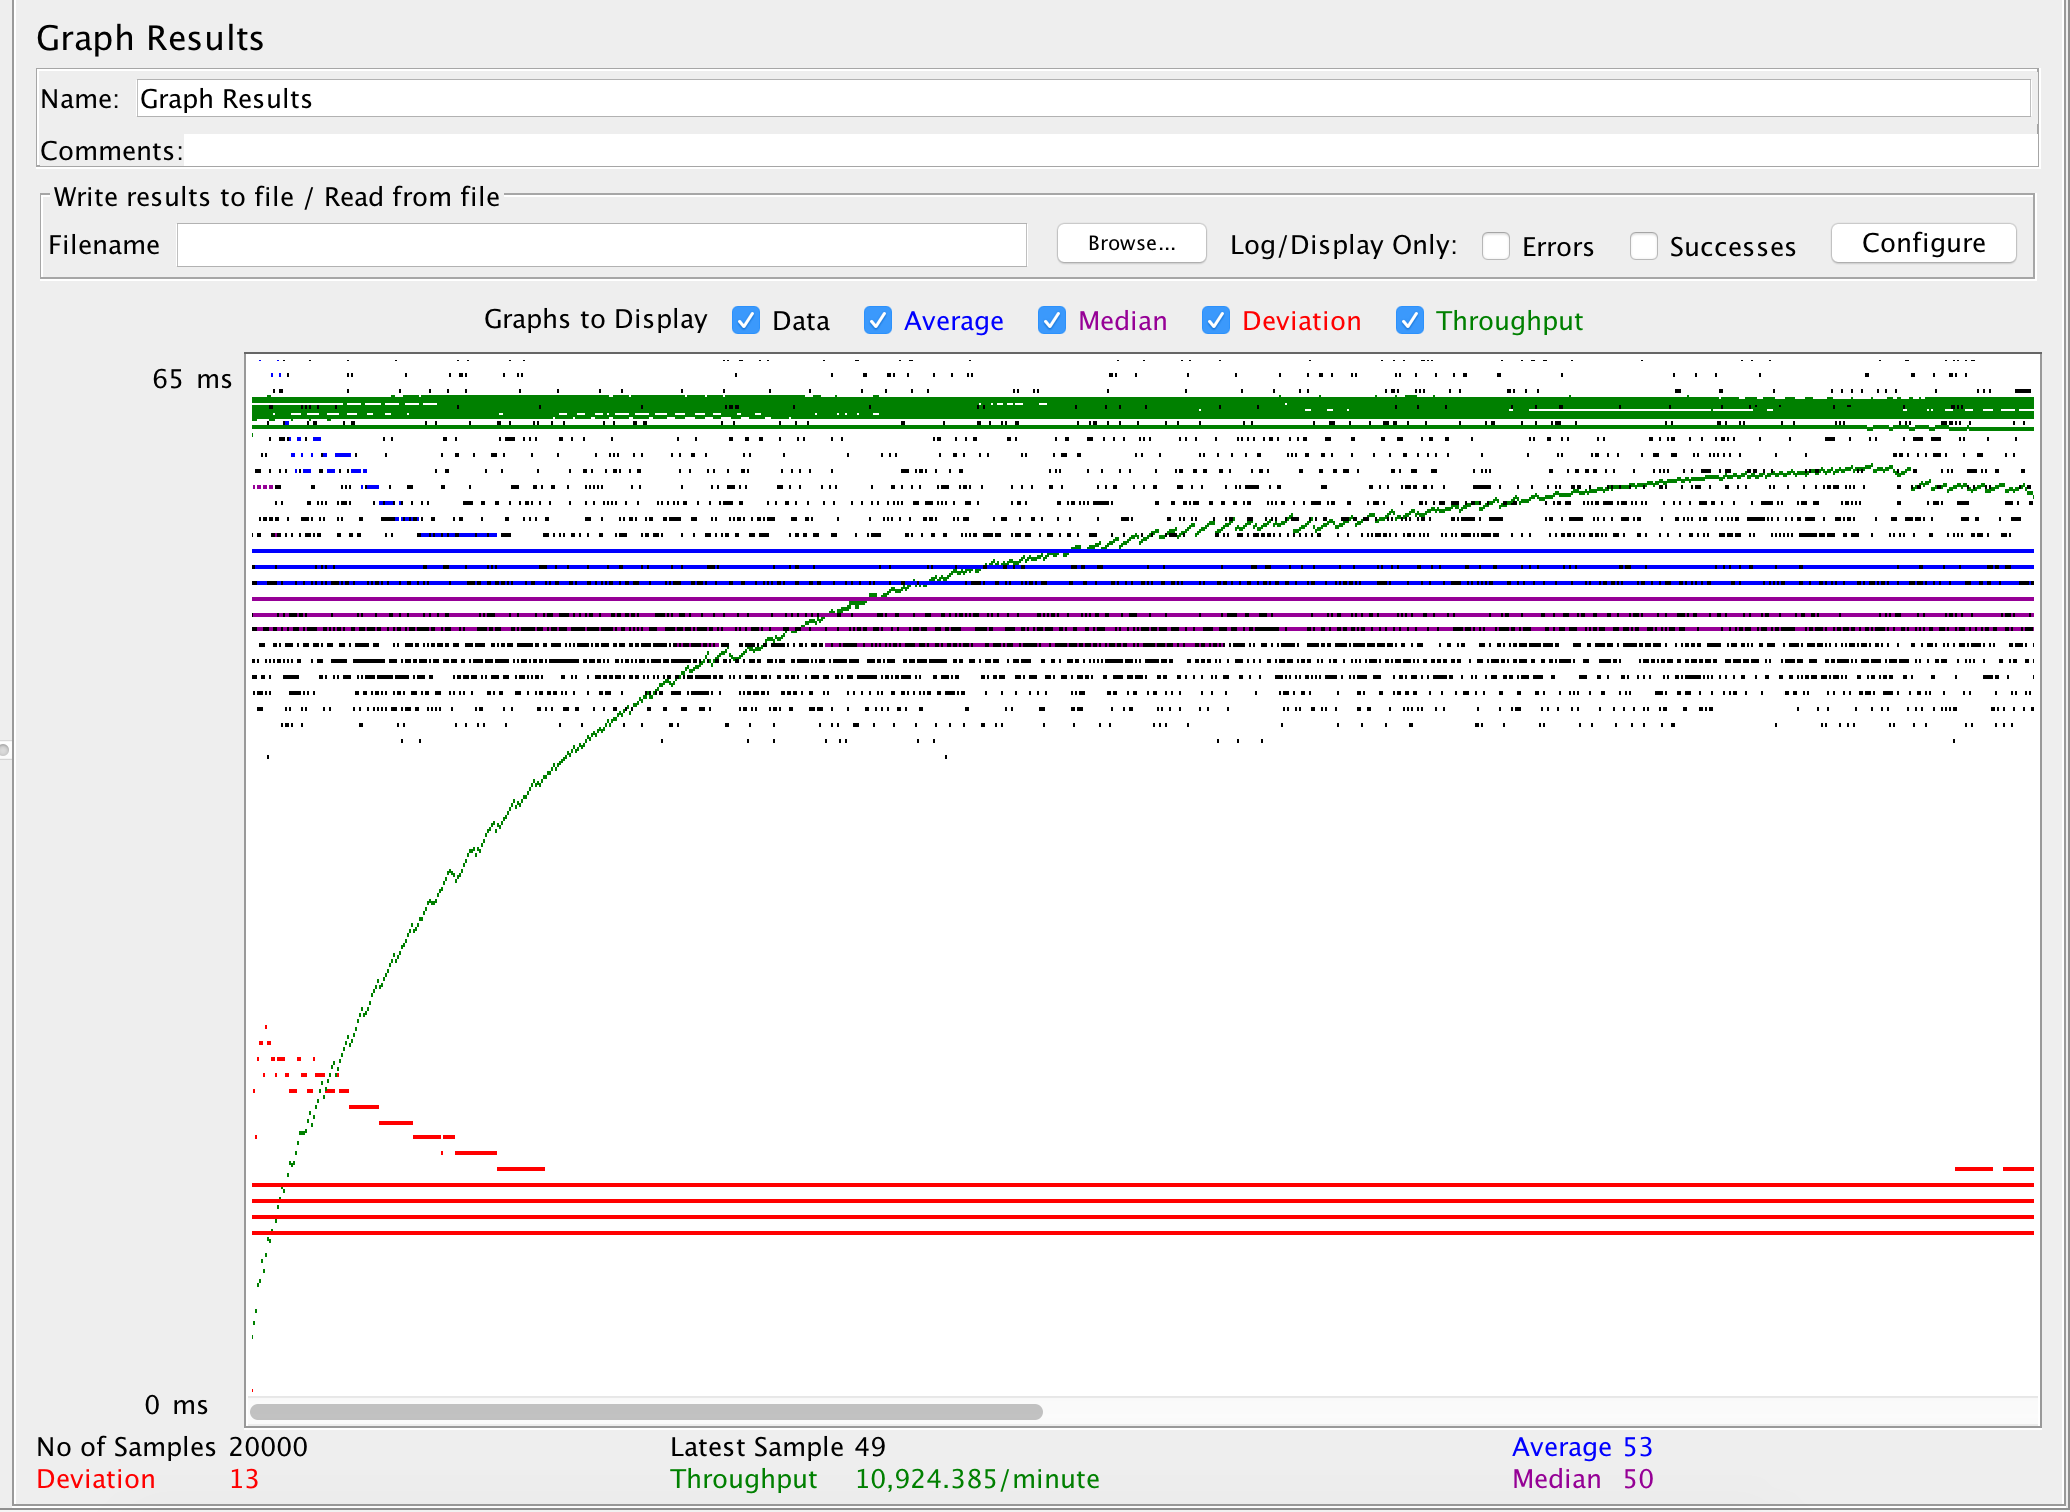 Graph Results
Name: Graph Results
Comments:
Write results to file / Read from file
Filename Browse... Log/Display Only: Errors Successes Configure
Graphs to Display Data Average Median Deviation Throughput
65 ms
0 ms
No of Samples 20000 Latest Sample 49 Average 53
Deviation 13 Throughput 10,924.385/minute Median 50